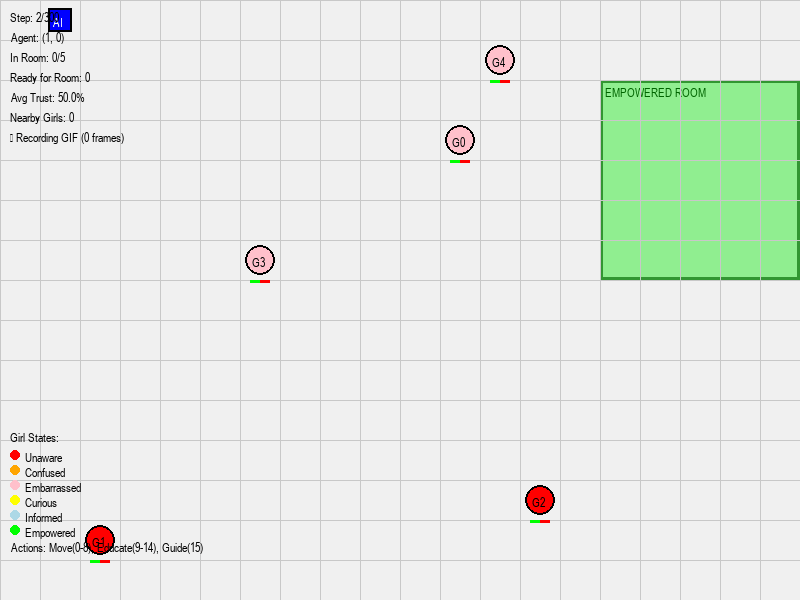 Step: 2/3
AI
Agent: (1, 0)
In Room: 0/5
G4
Ready for Room: 0
EMPOWERED ROOM
Avg Trust: 50.0%
Nearby Girls: 0
Recording GIF (0 frames)
G0
G3
Girl States:
Unaware
Confused
Embarrassed
Curious
G2
Informed
Empowered
G1
Actions: Move(0-8), Educate(9-14), Guide(15)